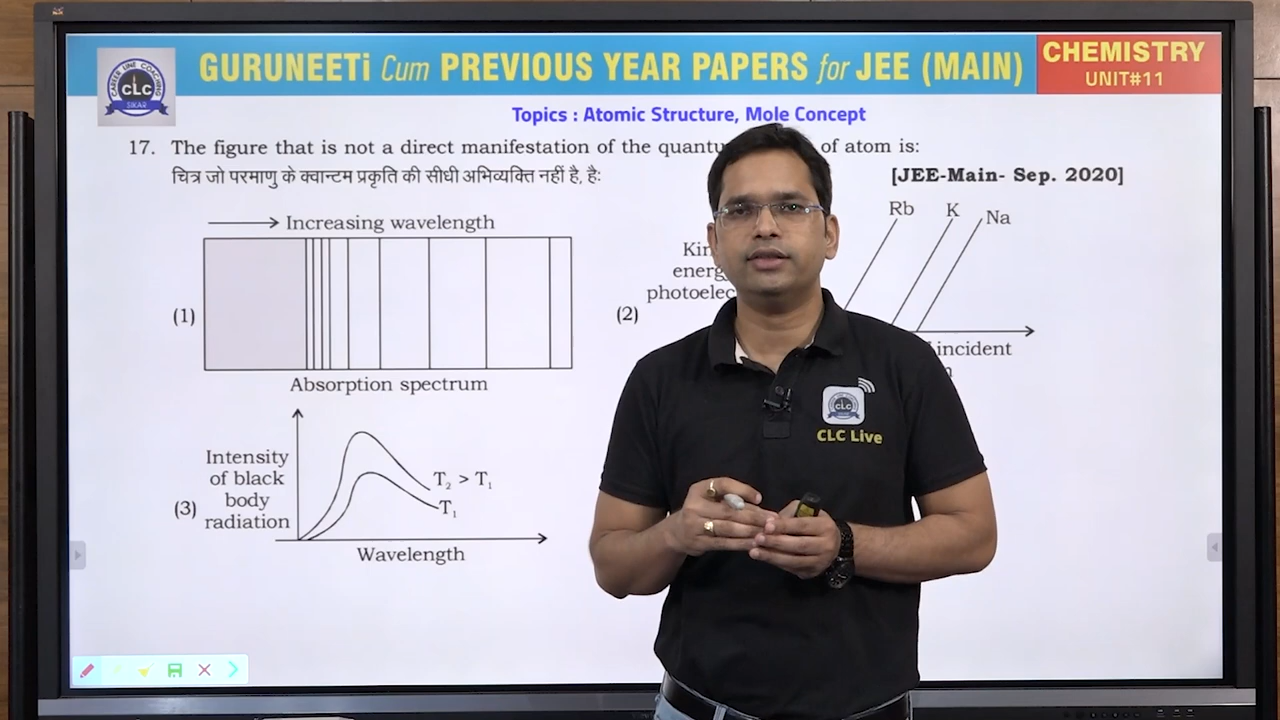 GURUNEETi Cum PREVIOUS YEAR PAPERS for JEE (MAIN)
CHEMISTRY
UNIT#11
CLC
SIKAR
Topics : Atomic Structure, Mole Concept
17. The figure that is not a direct manifestation of the of atom is:
चित्र जो परमाणु के क्वान्टम प्रकृति की सीधी अभिव्यक्ति नहीं है, है:
[JEE-Main- Sep. 2020]
Increasing wavelength
(1)
Absorption spectrum
Rb K Na
(2)
incident
Intensity
of black
body
radiation
(3)
T2 > T1
T1
Wavelength
CLC
CLC Live